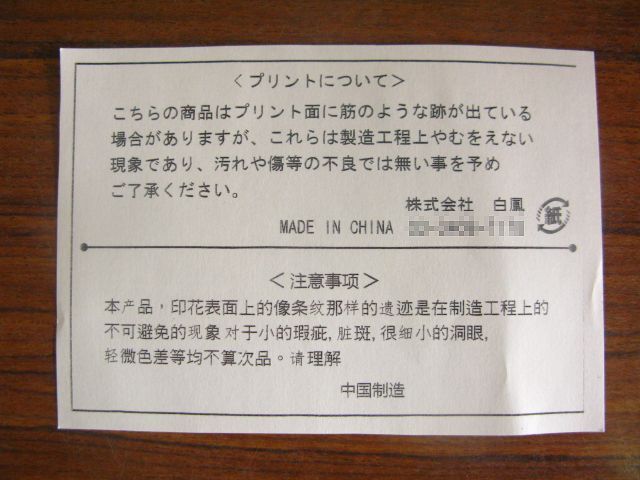 ＜プリントについて＞
こちらの商品はプリント面に筋のような跡が出ている
場合がありますが、これらは製造工程上やむをえない
現象であり、汚れや傷等の不良では無い事を予め
ご了承ください。
株式会社 白鳳
MADE IN CHINA
紙
＜注意事项＞
本产品，印花表面上的像条纹那样的遗迹是在制造工程上的
不可避免的现象对于小的瑕疵,脏斑,很细小的洞眼,
轻微色差等均不算次品。请理解
中国制造